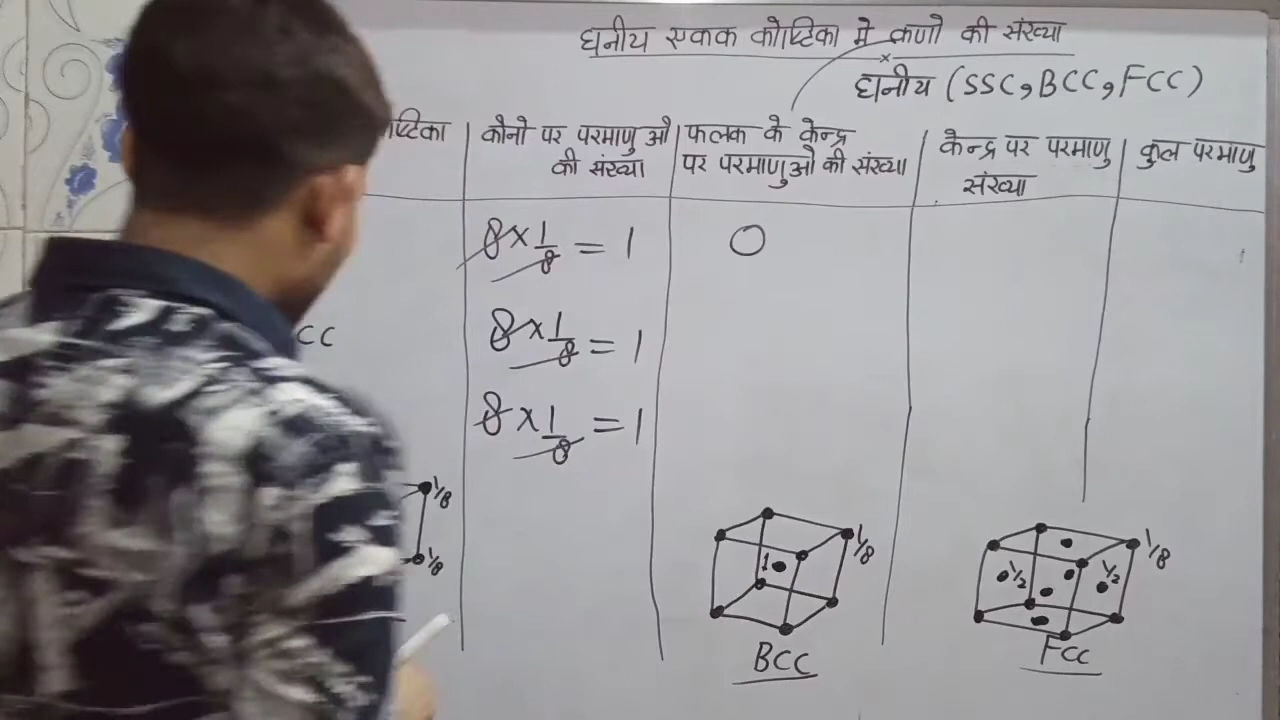 घनीय एकक कोष्टिका मे कणो की संख्या
घनीय (SSC, BCC, FCC)
ष्टिका
कोनो पर परमाणुओ
की संख्या
फलक के केन्द्र
पर परमाणुओ की संख्या
केन्द्र पर परमाणु
संख्या
कुल परमाणु
8 × 1/8 = 1
0
CC
8 × 1/8 = 1
8 × 1/8 = 1
1/8
1/8
1/8
1
BCC
1/8
1/2
1/2
FCC